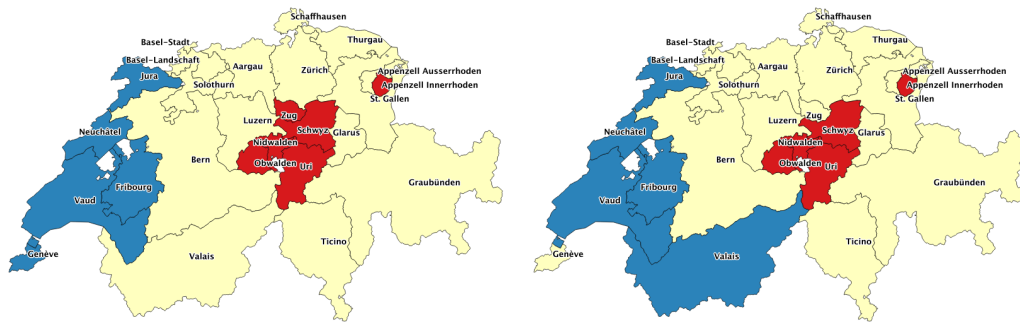 Schaffhausen
Basel-Stadt
Thurgau
Basel-Landschaft
Jura
Aargau
Zürich
Appenzell Ausserrhoden
Solothurn
Appenzell Innerrhoden
St. Gallen
Zug
Luzern
Neuchâtel
Schwyz
Glarus
Nidwalden
Bern
Obwalden
Uri
Fribourg
Graubünden
Vaud
Ticino
Genève
Valais
Schaffhausen
Basel-Stadt
Thurgau
Basel-Landschaft
Jura
Aargau
Zürich
Appenzell Ausserrhoden
Solothurn
Appenzell Innerrhoden
St. Gallen
Zug
Luzern
Neuchâtel
Schwyz
Glarus
Nidwalden
Bern
Obwalden
Uri
Fribourg
Graubünden
Vaud
Ticino
Genève
Valais